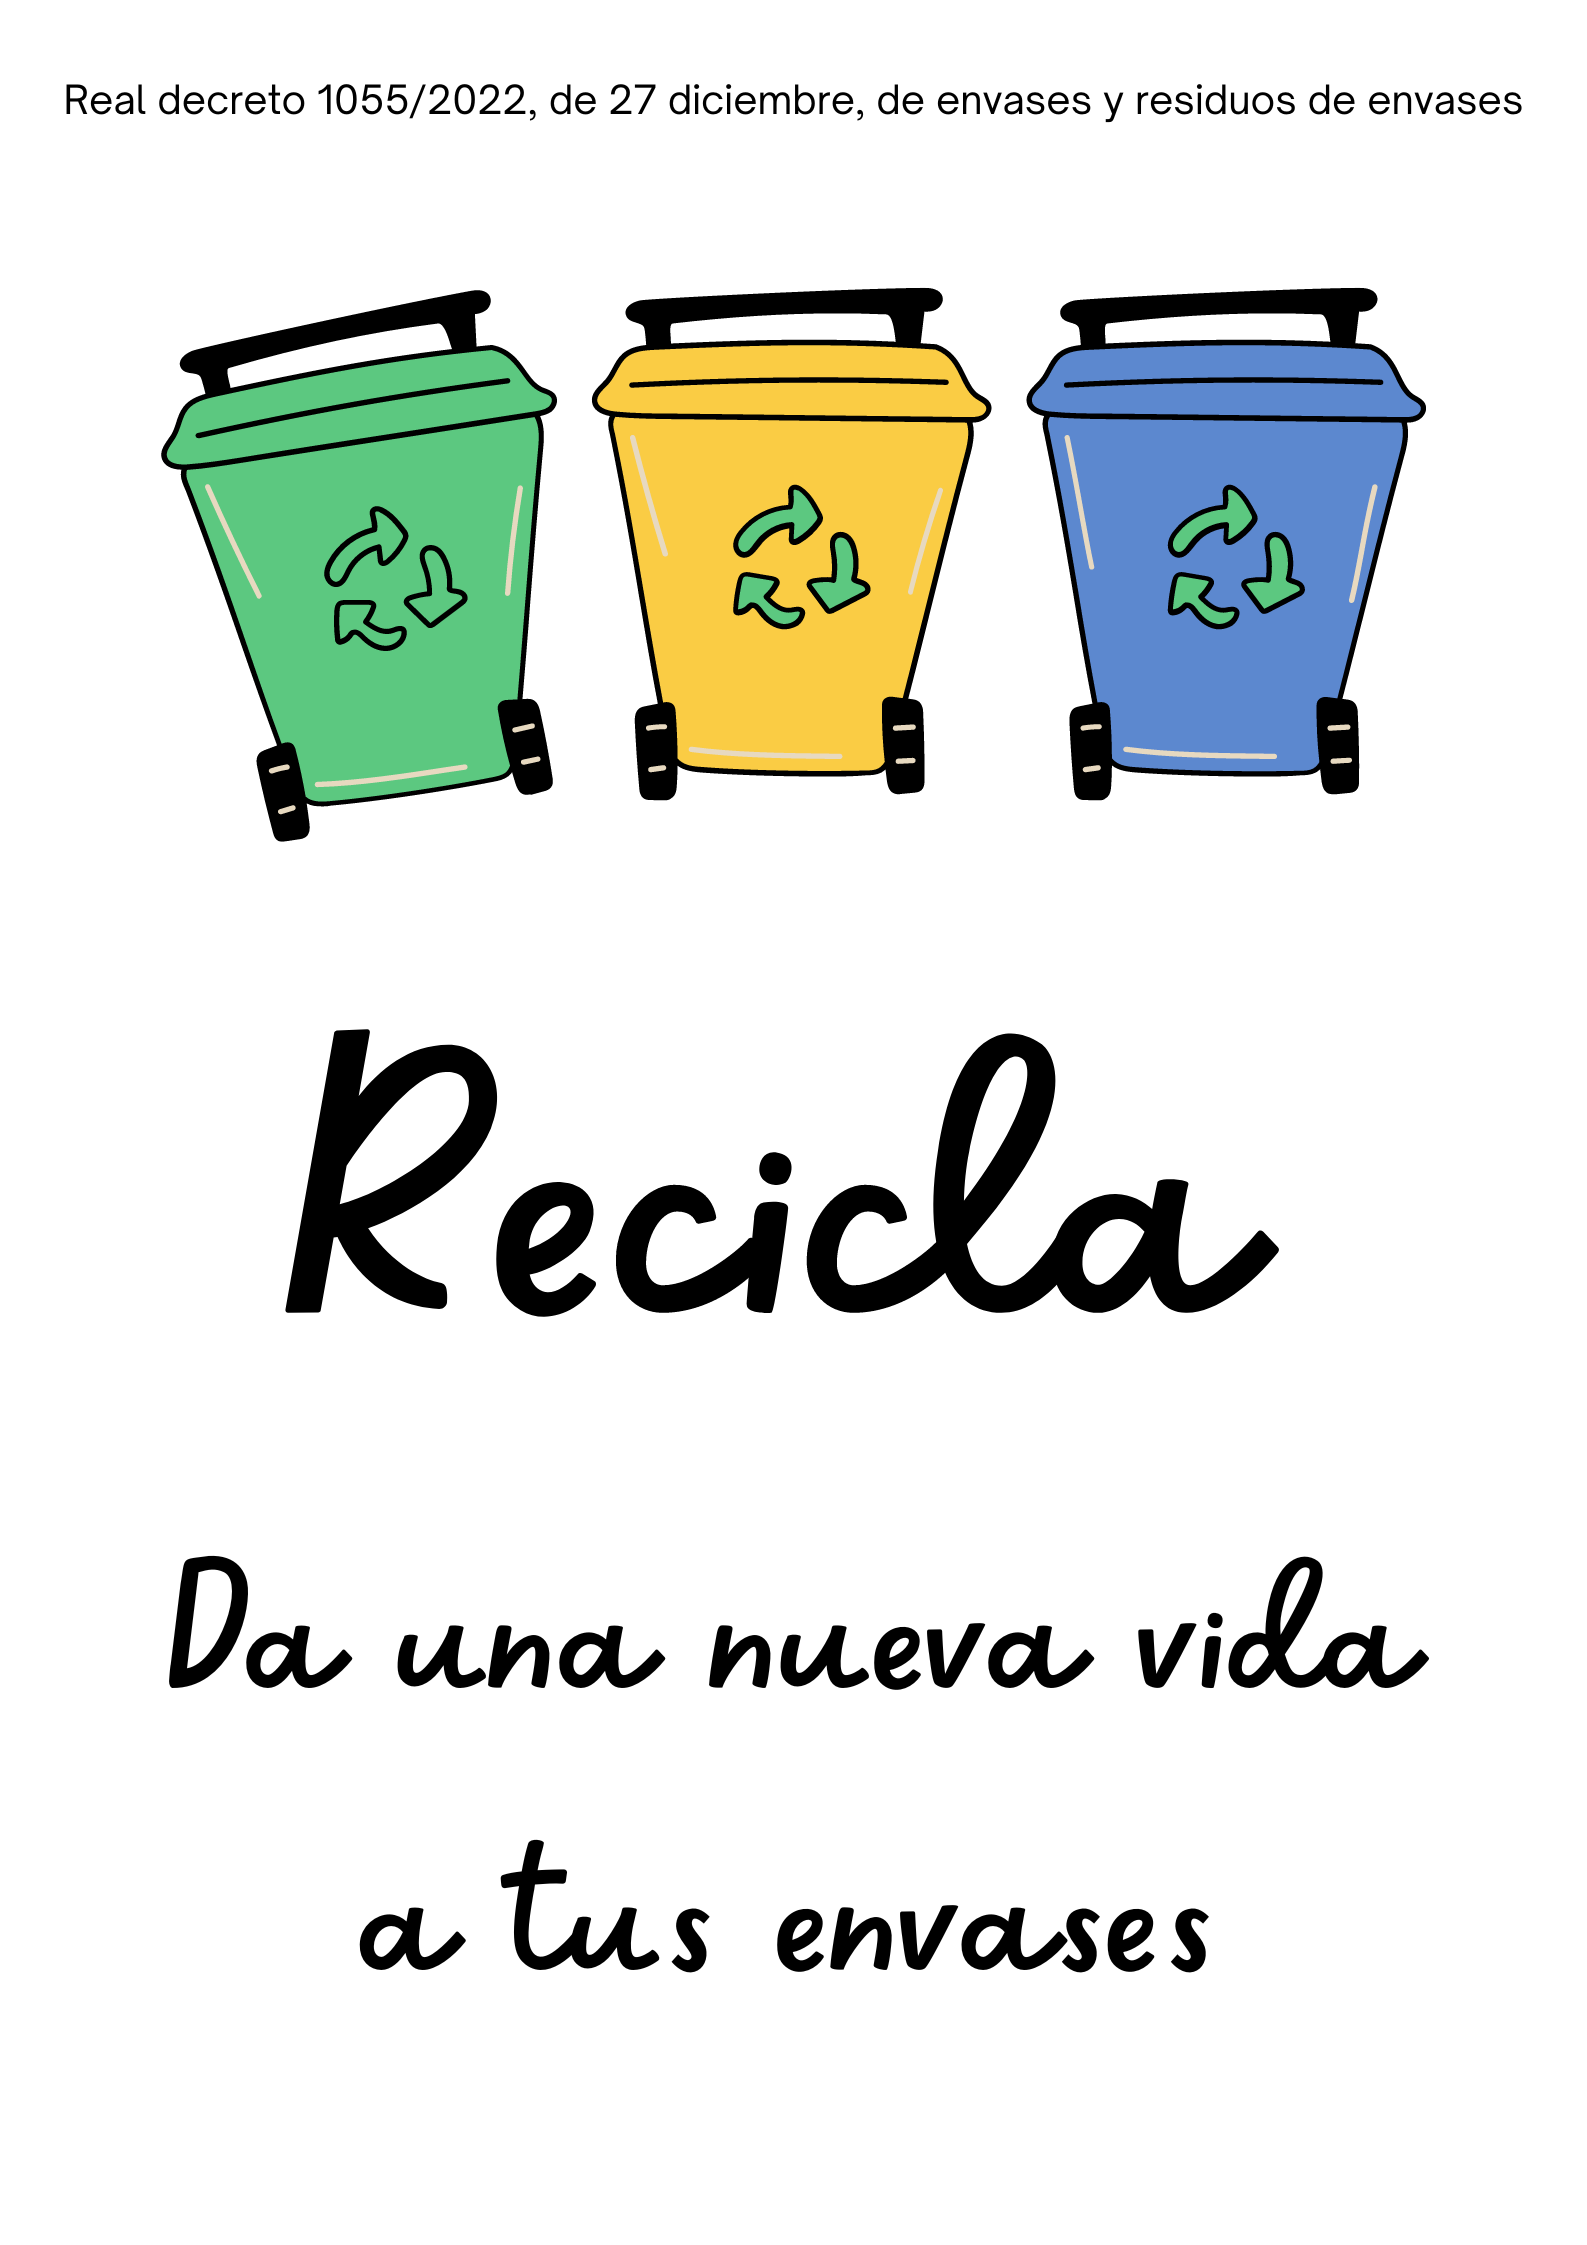 Real decreto 1055/2022, de 27 diciembre, de envases y residuos de envases
Recicla
Da una nueva vida
a tus envases